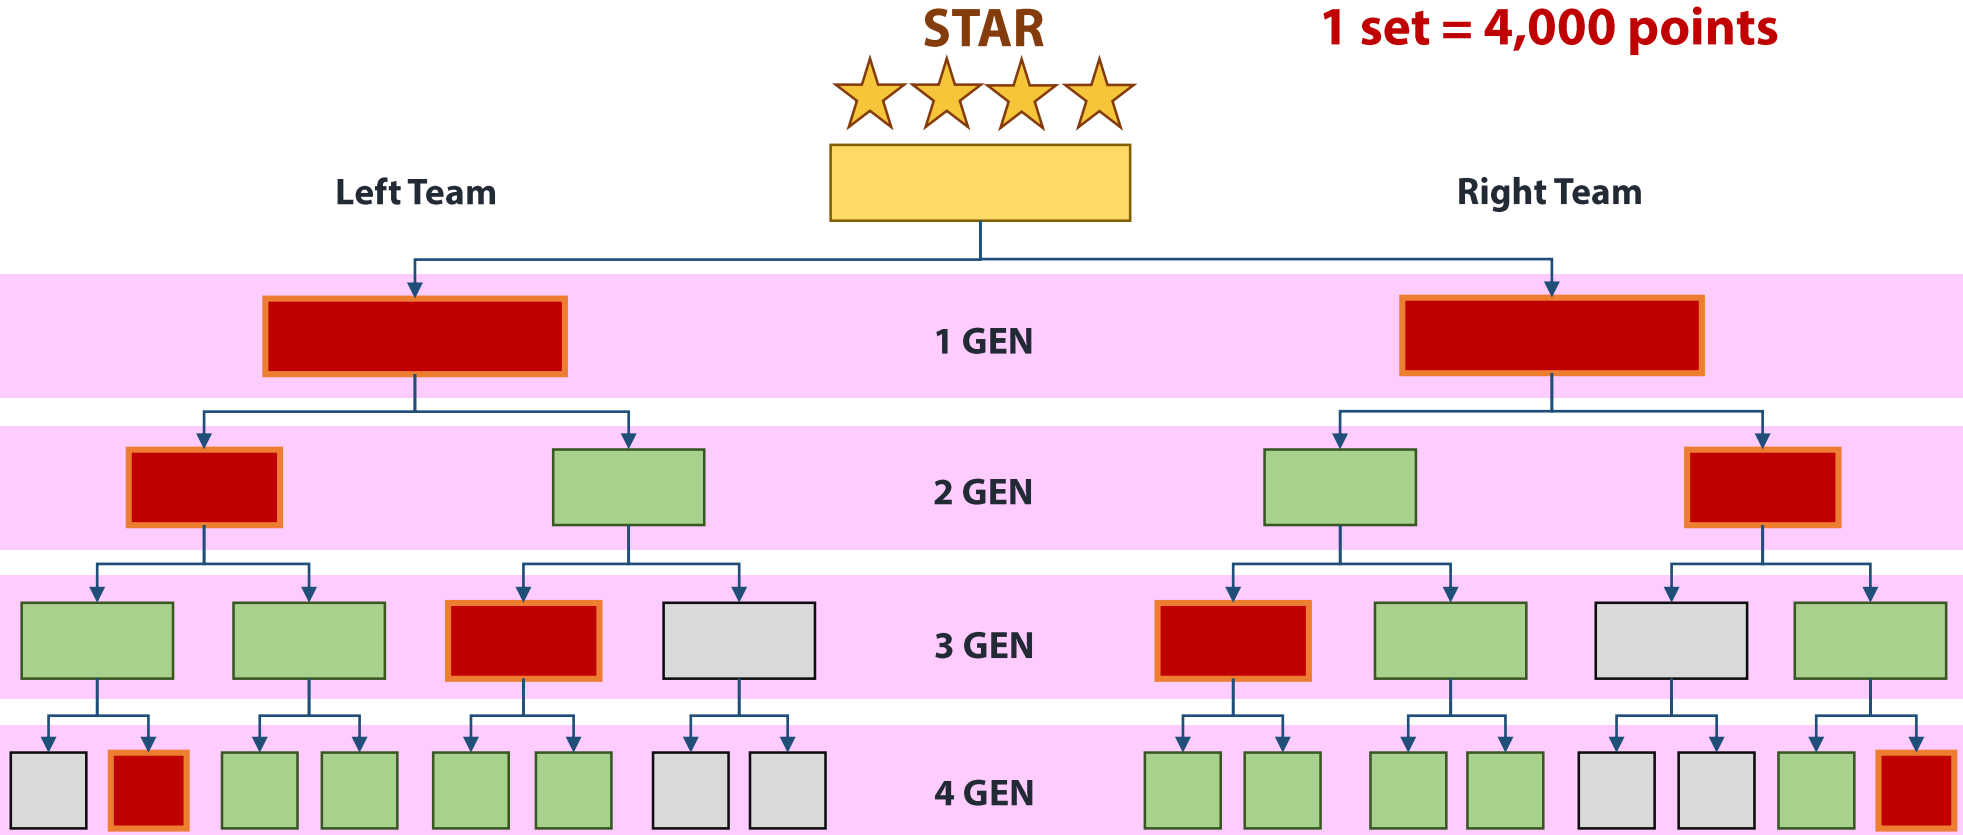 STAR
1 set = 4,000 points
Left Team
Right Team
1 GEN
2 GEN
3 GEN
4 GEN